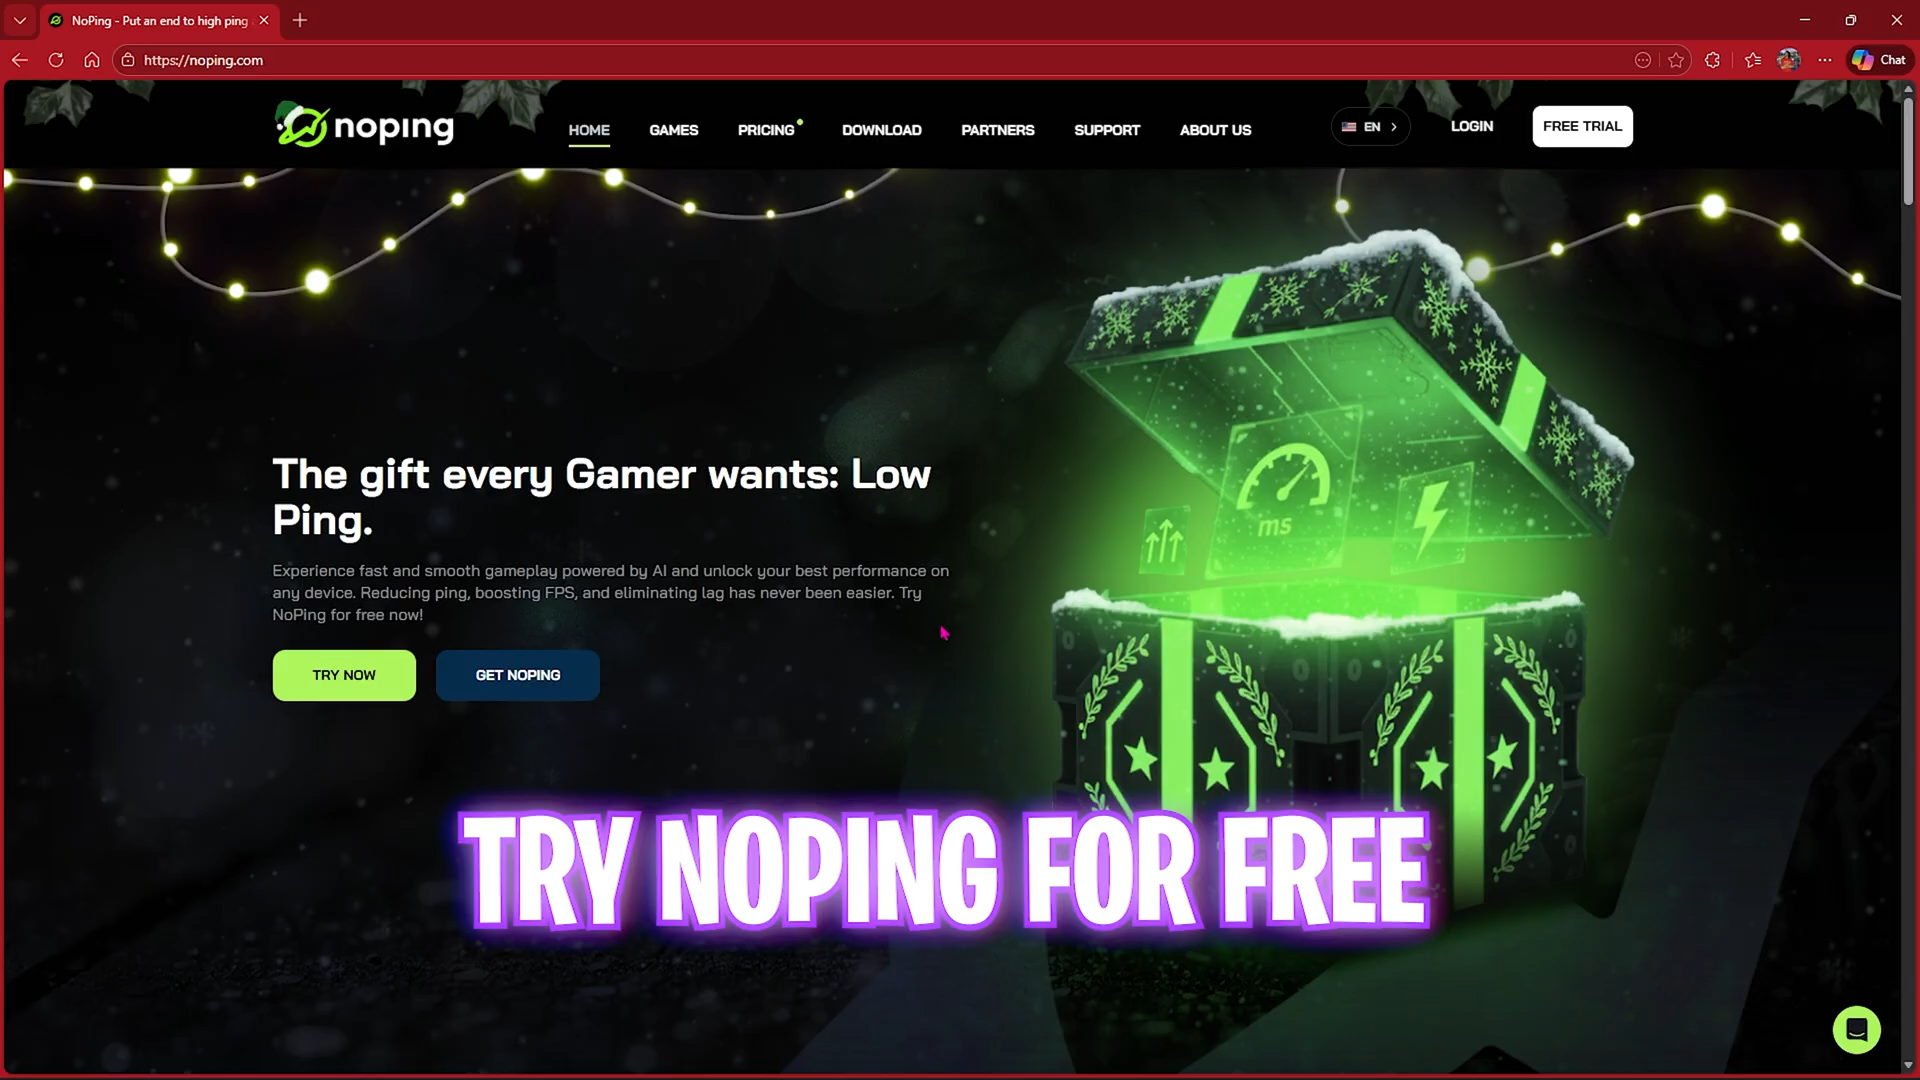 NoPing - Put an end to high ping
https://noping.com
Chat
noping
HOME
GAMES
PRICING
DOWNLOAD
PARTNERS
SUPPORT
ABOUT US
EN
LOGIN
FREE TRIAL
The gift every Gamer wants: Low
Ping.
Experience fast and smooth gameplay powered by AI and unlock your best performance on
any device. Reducing ping, boosting FPS, and eliminating lag has never been easier. Try
NoPing for free now!
TRY NOW
GET NOPING
ms
TRY NOPING FOR FREE